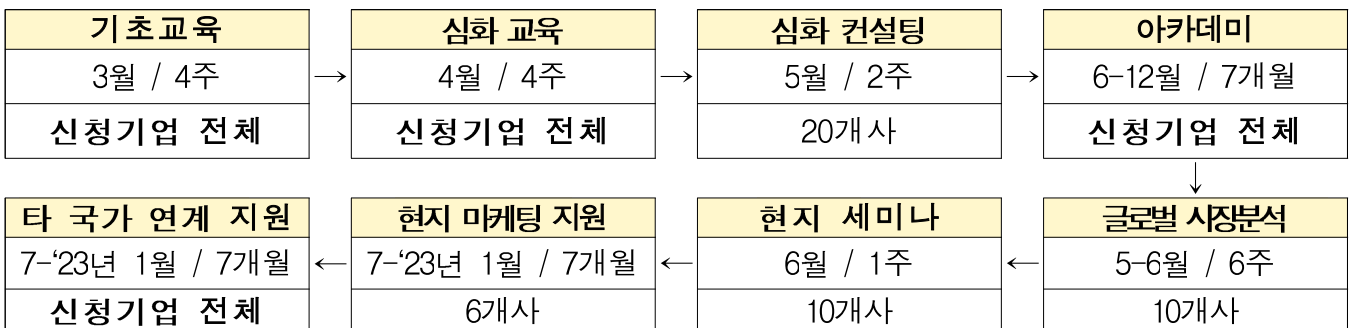 기초교육
3월 / 4주
신청기업 전체
심화 교육
4월 / 4주
신청기업 전체
심화 컨설팅
5월 / 2주
20개사
아카데미
6-12월 / 7개월
신청기업 전체
글로벌 시장분석
5-6월 / 6주
10개사
현지 세미나
6월 / 1주
10개사
현지 마케팅 지원
7-‘23년 1월 / 7개월
6개사
타 국가 연계 지원
7-‘23년 1월 / 7개월
신청기업 전체